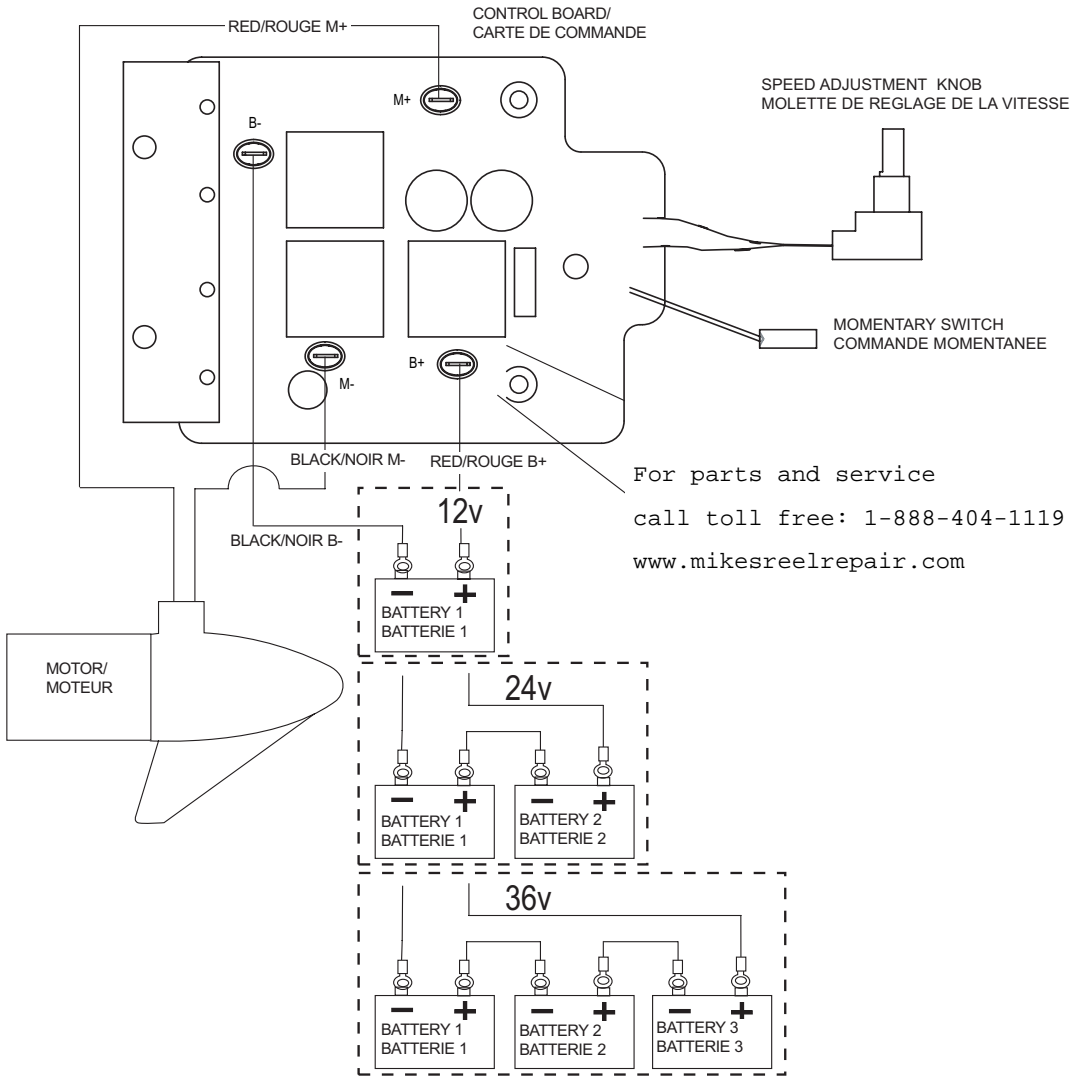 CONTROL BOARD/
CARTE DE COMMANDE
RED/ROUGE M+
SPEED ADJUSTMENT KNOB
MOLETTE DE REGLAGE DE LA VITESSE
M+
B-
MOMENTARY SWITCH
COMMANDE MOMENTANEE
B+
M-
BLACK/NOIR M-
RED/ROUGE B+
For parts and service
call toll free: 1-888-404-1119
www.mikesreelrepair.com
12v
BLACK/NOIR B-
− +
BATTERY 1
BATTERIE 1
MOTOR/
MOTEUR
24v
− +
BATTERY 1
BATTERIE 1
− +
BATTERY 2
BATTERIE 2
36v
− +
BATTERY 1
BATTERIE 1
− +
BATTERY 2
BATTERIE 2
− +
BATTERY 3
BATTERIE 3